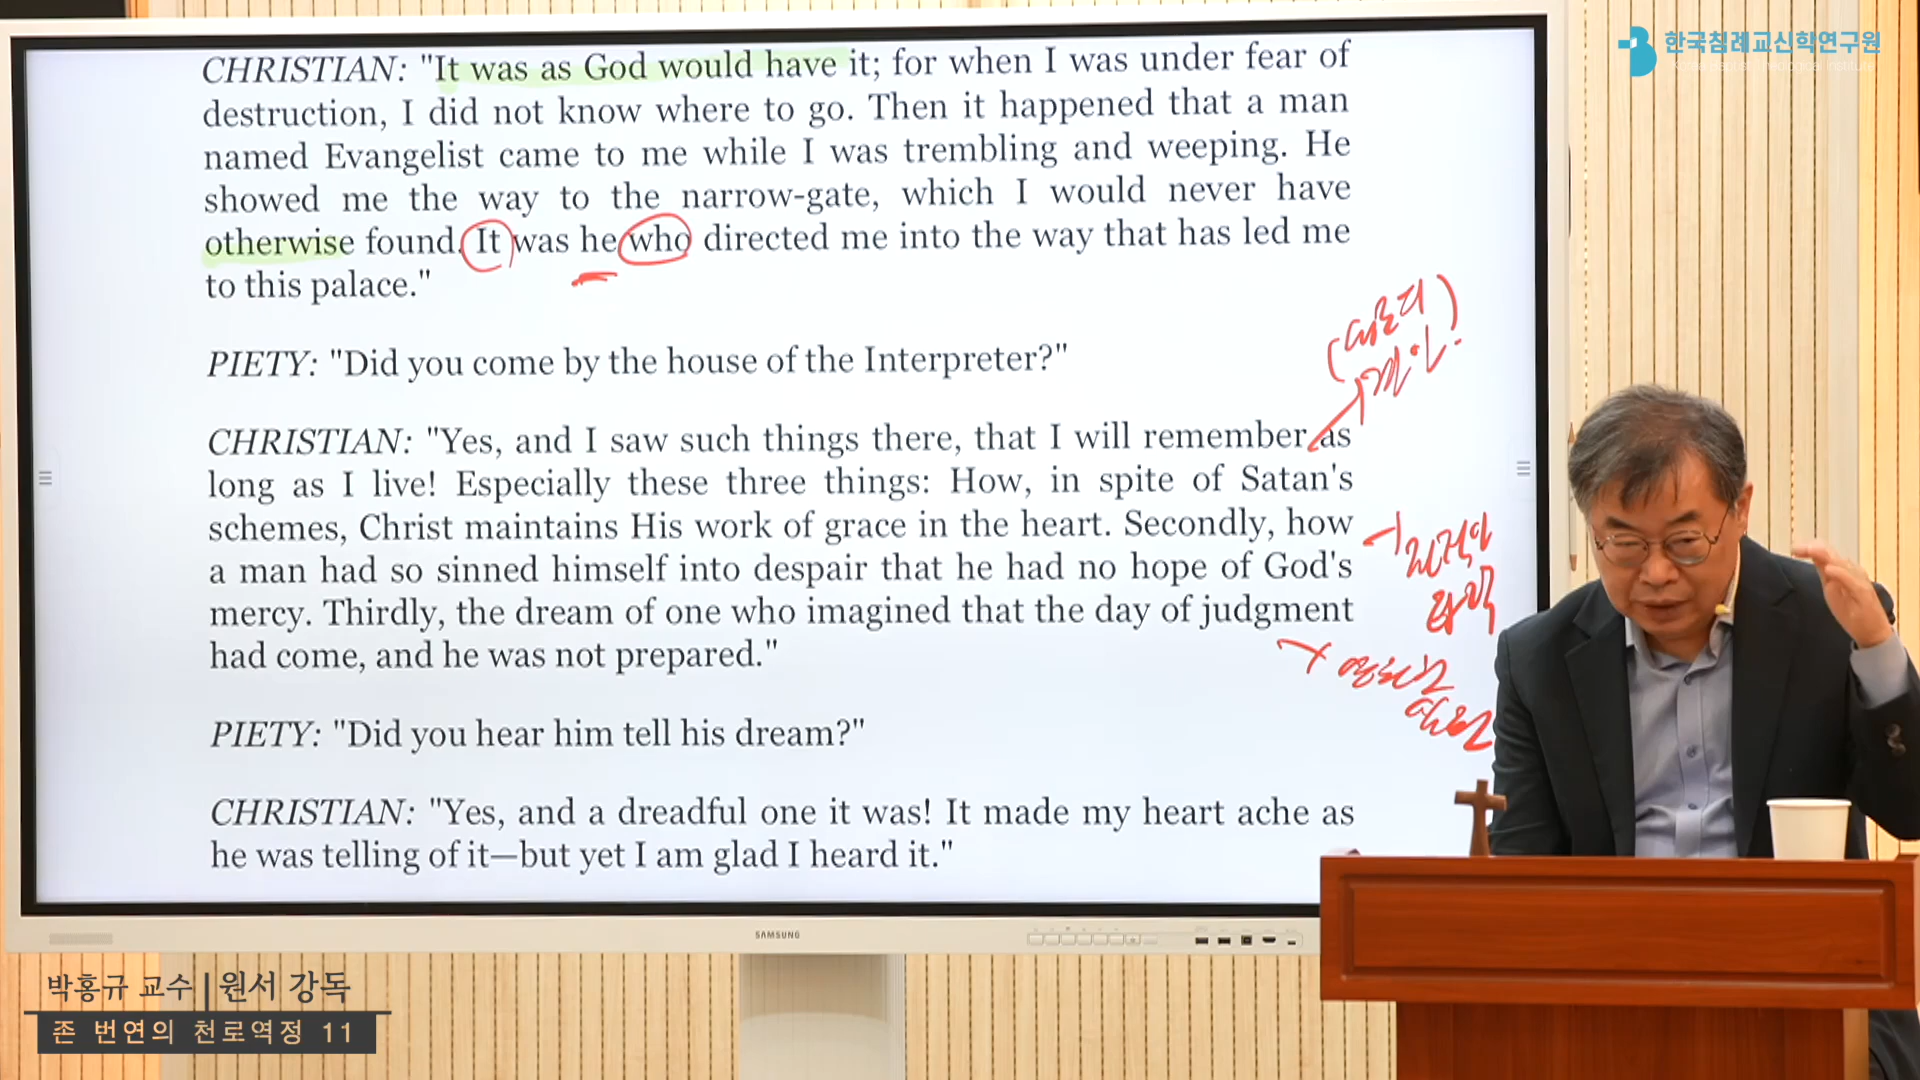 한국침례교신학연구원
CHRISTIAN: "It was as God would have it; for when I was under fear of
destruction, I did not know where to go. Then it happened that a man
named Evangelist came to me while I was trembling and weeping. He
showed me the way to the narrow-gate, which I would never have
otherwise found. It was he who directed me into the way that has led me
to this palace."
PIETY: "Did you come by the house of the Interpreter?"
CHRISTIAN: "Yes, and I saw such things there, that I will remember as
long as I live! Especially these three things: How, in spite of Satan's
schemes, Christ maintains His work of grace in the heart. Secondly, how
a man had so sinned himself into despair that he had no hope of God's
mercy. Thirdly, the dream of one who imagined that the day of judgment
had come, and he was not prepared."
PIETY: "Did you hear him tell his dream?"
CHRISTIAN: "Yes, and a dreadful one it was! It made my heart ache as
he was telling of it—but yet I am glad I heard it."
SAMSUNG
박홍규 교수 | 원서 강독
존 번연의 천로역정 11